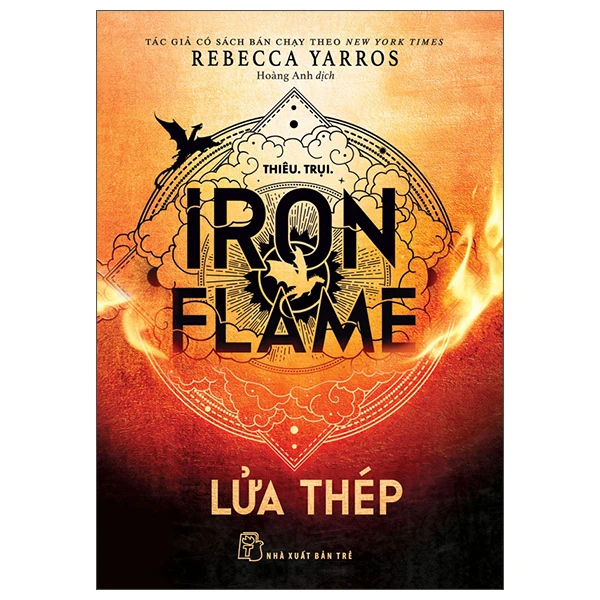 TÁC GIẢ CÓ SÁCH BÁN CHẠY THEO NEW YORK TIMES
REBECCA YARROS
Hoàng Anh dịch
THIÊU. TRỤI.
IRON
FLAME
LỬA THÉP
NHÀ XUẤT BẢN TRẺ